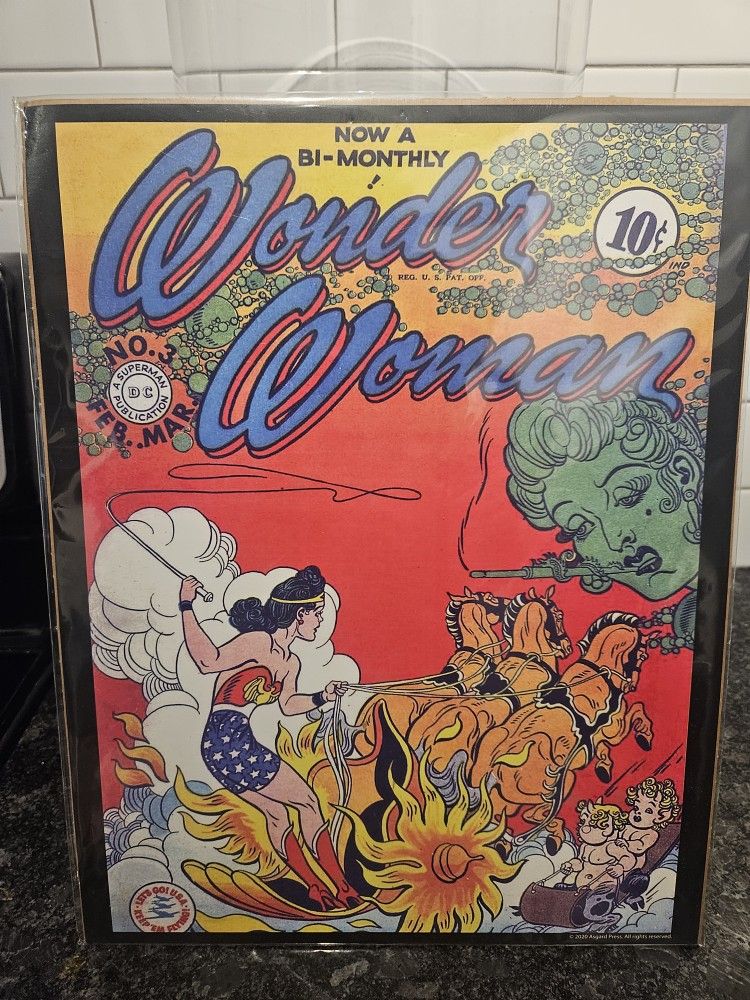 NOW A
BI-MONTHLY
!
Wonder
10¢
IND
REG. U. S. PAT. OFF.
Woman
NO. 3
A SUPERMAN
DC
PUBLICATION
FEB..MAR.
LET'S GO! U.S.A.
KEEP 'EM FLYING!
© 2020 Asgard Press. All rights reserved.